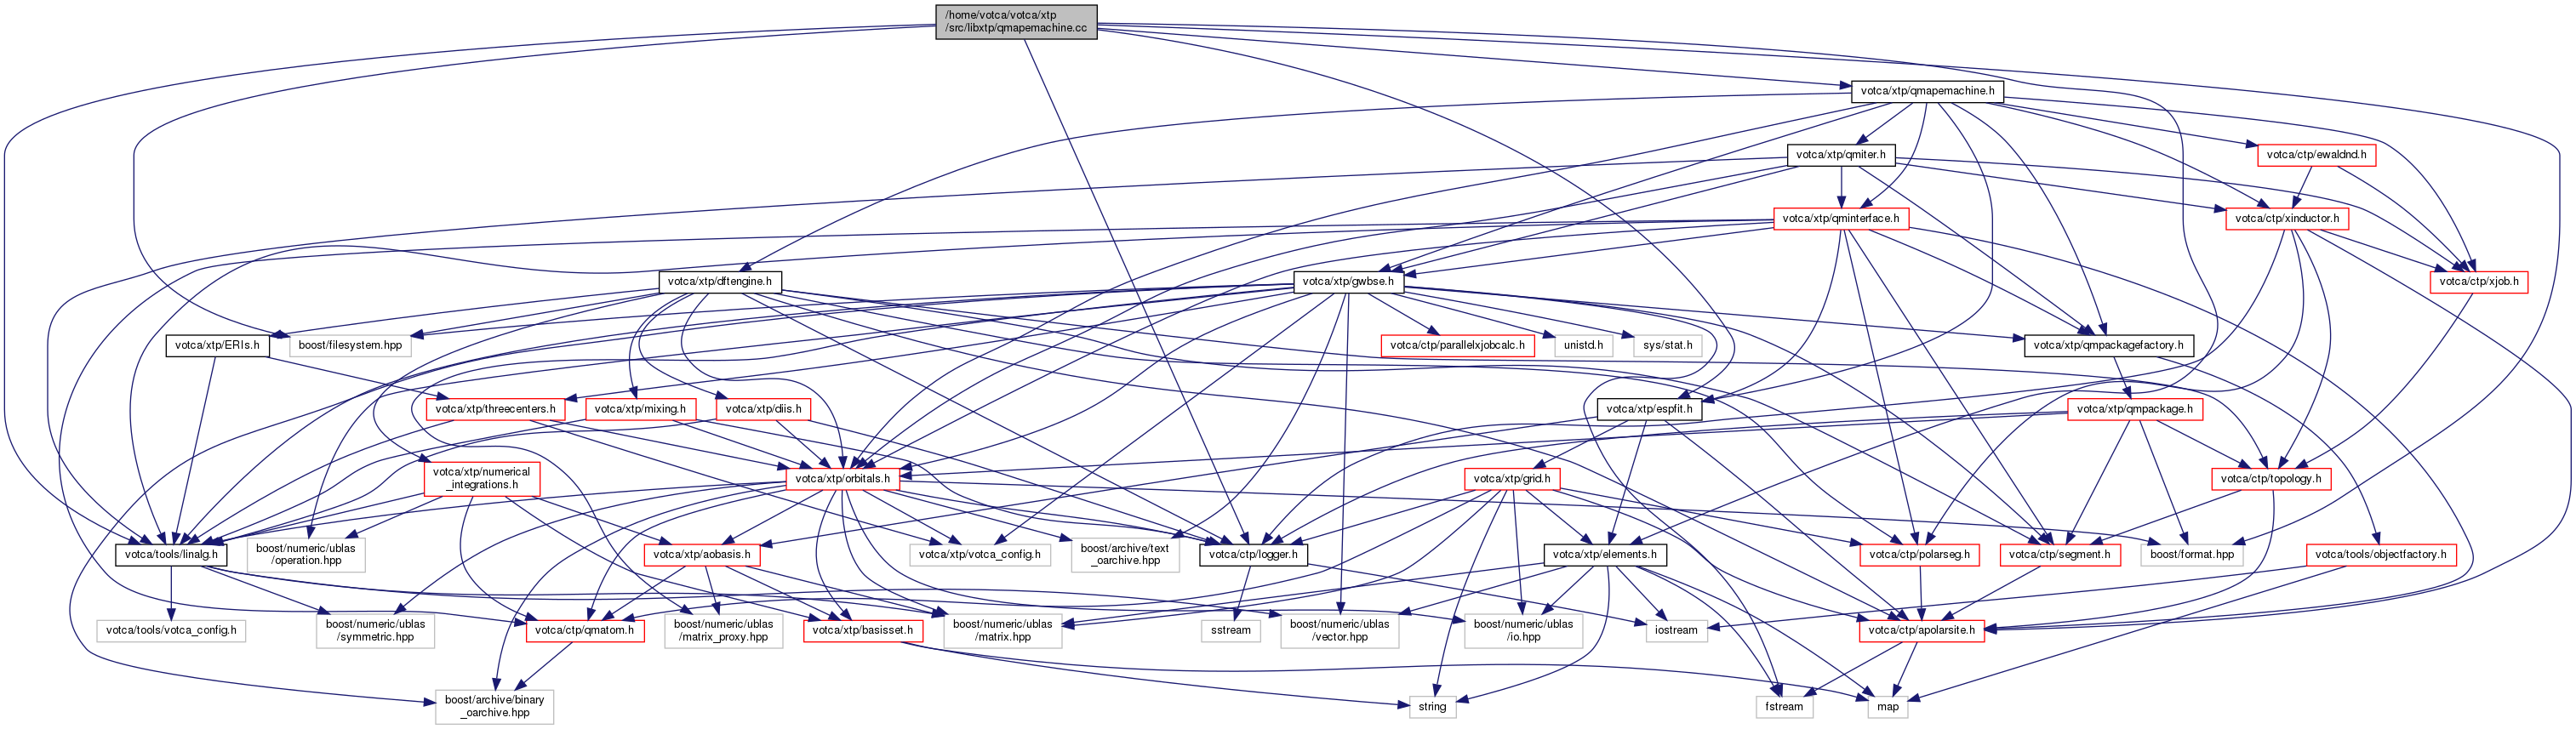 /home/votca/votca/xtp
/src/libxtp/qmapemachine.cc
votca/xtp/qmapemachine.h
votca/xtp/qmiter.h
votca/ctp/ewaldnd.h
votca/xtp/qminterface.h
votca/ctp/xinductor.h
votca/xtp/dftengine.h
votca/xtp/gwbse.h
votca/ctp/xjob.h
votca/xtp/ERIs.h
boost/filesystem.hpp
votca/ctp/parallelxjobcalc.h
unistd.h
sys/stat.h
votca/xtp/qmpackagefactory.h
votca/xtp/threecenters.h
votca/xtp/mixing.h
votca/xtp/diis.h
votca/xtp/espfit.h
votca/xtp/qmpackage.h
votca/xtp/numerical
_integrations.h
votca/xtp/orbitals.h
votca/xtp/grid.h
votca/ctp/topology.h
votca/tools/linalg.h
boost/numeric/ublas
/operation.hpp
votca/xtp/aobasis.h
votca/xtp/votca_config.h
boost/archive/text
_oarchive.hpp
votca/ctp/logger.h
votca/xtp/elements.h
votca/ctp/polarseg.h
votca/ctp/segment.h
boost/format.hpp
votca/tools/objectfactory.h
votca/tools/votca_config.h
boost/numeric/ublas
/symmetric.hpp
votca/ctp/qmatom.h
boost/numeric/ublas
/matrix_proxy.hpp
votca/xtp/basisset.h
boost/numeric/ublas
/matrix.hpp
sstream
boost/numeric/ublas
/vector.hpp
iostream
boost/numeric/ublas
/io.hpp
votca/ctp/apolarsite.h
boost/archive/binary
_oarchive.hpp
string
fstream
map